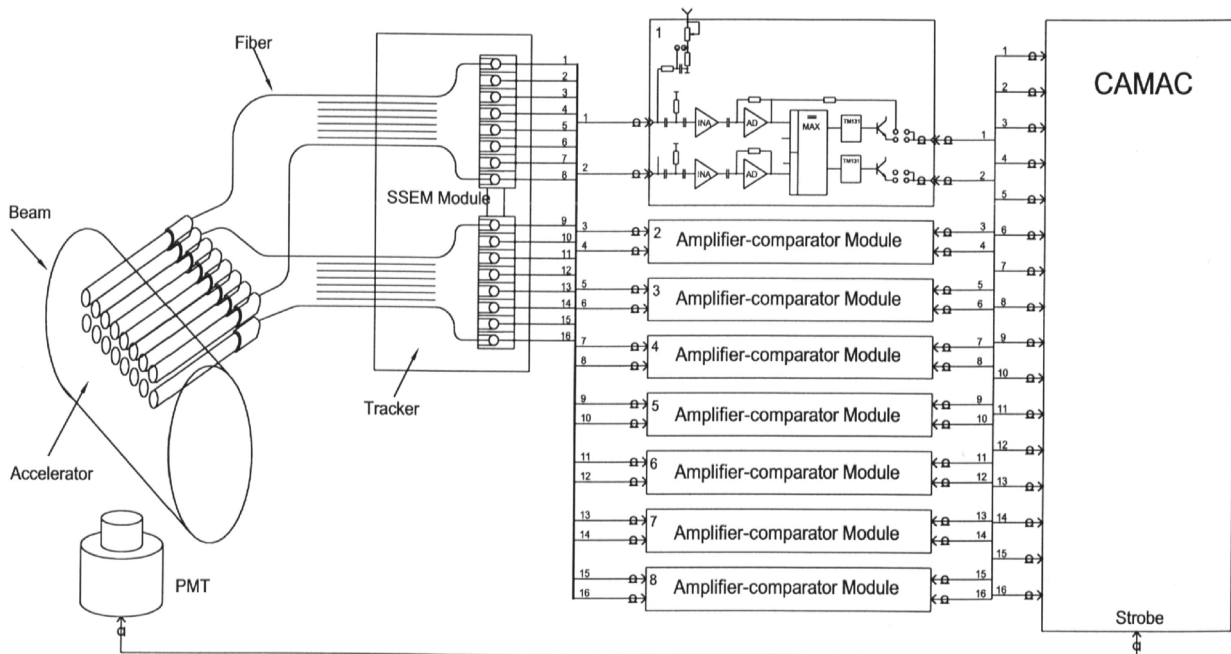 Fiber
Beam
Accelerator
PMT
Tracker
SSEM Module
1
2
3
4
5
6
7
8
9
10
11
12
13
14
15
16
1
2
3
4
5
6
7
8
9
10
11
12
13
14
15
16
1
INA
AD
MAX
TM131
INA
AD
TM131
2 Amplifier-comparator Module
3 Amplifier-comparator Module
4 Amplifier-comparator Module
5 Amplifier-comparator Module
6 Amplifier-comparator Module
7 Amplifier-comparator Module
8 Amplifier-comparator Module
1
2
3
4
5
6
7
8
9
10
11
12
13
14
15
16
1
2
3
4
5
6
7
8
9
10
11
12
13
14
15
16
CAMAC
Strobe